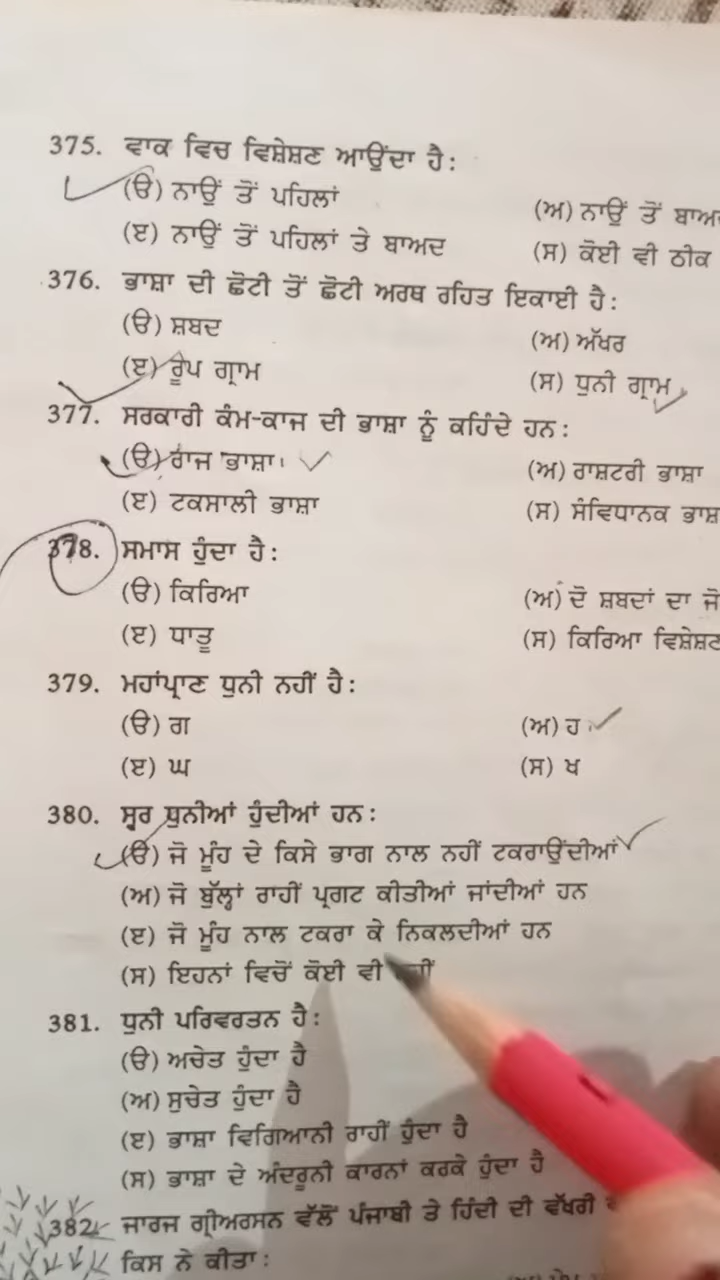 375. ਵਾਕ ਵਿਚ ਵਿਸ਼ੇਸ਼ਣ ਆਉਂਦਾ ਹੈ :
(ੳ) ਨਾਉਂ ਤੋਂ ਪਹਿਲਾਂ (ਅ) ਨਾਉਂ ਤੋਂ
(ੲ) ਨਾਉਂ ਤੋਂ ਪਹਿਲਾਂ ਤੇ ਬਾਅਦ (ਸ) ਕੋਈ ਵੀ ਠੀਕ
376. ਭਾਸ਼ਾ ਦੀ ਛੋਟੀ ਤੋਂ ਛੋਟੀ ਅਰਥ ਰਹਿਤ ਇਕਾਈ ਹੈ :
(ੳ) ਸ਼ਬਦ (ਅ) ਅੱਖਰ
(ੲ) ਰੂਪ ਗ੍ਰਾਮ (ਸ) ਧੁਨੀ ਗ੍ਰਾਮ
377. ਸਰਕਾਰੀ ਕੰਮ-ਕਾਜ ਦੀ ਭਾਸ਼ਾ ਨੂੰ ਕਹਿੰਦੇ ਹਨ :
(ੳ) ਰਾਜ ਭਾਸ਼ਾ (ਅ) ਰਾਸ਼ਟਰੀ ਭਾਸ਼ਾ
(ੲ) ਟਕਸਾਲੀ ਭਾਸ਼ਾ (ਸ) ਸੰਵਿਧਾਨਕ
378. ਸਮਾਸ ਹੁੰਦਾ ਹੈ :
(ੳ) ਕਿਰਿਆ (ਅ) ਦੋ ਸ਼ਬਦਾਂ ਦਾ
(ੲ) ਧਾਤੂ (ਸ) ਕਿਰਿਆ ਵਿਸ਼ੇਸ਼ਣ
379. ਮਹਾਂਪ੍ਰਾਣ ਧੁਨੀ ਨਹੀਂ ਹੈ :
(ੳ) ਗ (ਅ) ਹ
(ੲ) ਘ (ਸ) ਖ
380. ਸ੍ਵਰ ਧੁਨੀਆਂ ਹੁੰਦੀਆਂ ਹਨ :
(ੳ) ਜੋ ਮੂੰਹ ਦੇ ਕਿਸੇ ਭਾਗ ਨਾਲ ਨਹੀਂ ਟਕਰਾਉਂਦੀਆਂ
(ਅ) ਜੋ ਬੁੱਲ੍ਹਾਂ ਰਾਹੀਂ ਪ੍ਰਗਟ ਕੀਤੀਆਂ ਜਾਂਦੀਆਂ ਹਨ
(ੲ) ਜੋ ਮੂੰਹ ਨਾਲ ਟਕਰਾ ਕੇ ਨਿਕਲਦੀਆਂ ਹਨ
(ਸ) ਇਹਨਾਂ ਵਿਚੋਂ ਕੋਈ ਵੀ
381. ਧੁਨੀ ਪਰਿਵਰਤਨ ਹੈ :
(ੳ) ਅਚੇਤ ਹੁੰਦਾ ਹੈ
(ਅ) ਸੁਚੇਤ ਹੁੰਦਾ ਹੈ
(ੲ) ਭਾਸ਼ਾ ਵਿਗਿਆਨੀ ਰਾਹੀਂ ਹੁੰਦਾ ਹੈ
(ਸ) ਭਾਸ਼ਾ ਦੇ ਅੰਦਰੂਨੀ ਕਾਰਨਾਂ ਕਰਕੇ ਹੁੰਦਾ ਹੈ
382. ਜਾਰਜ ਗ੍ਰੀਅਰਸਨ ਵੱਲੋਂ ਪੰਜਾਬੀ ਤੇ ਹਿੰਦੀ ਦੀ ਵੱਖਰੀ
ਕਿਸ ਨੇ ਕੀਤਾ :